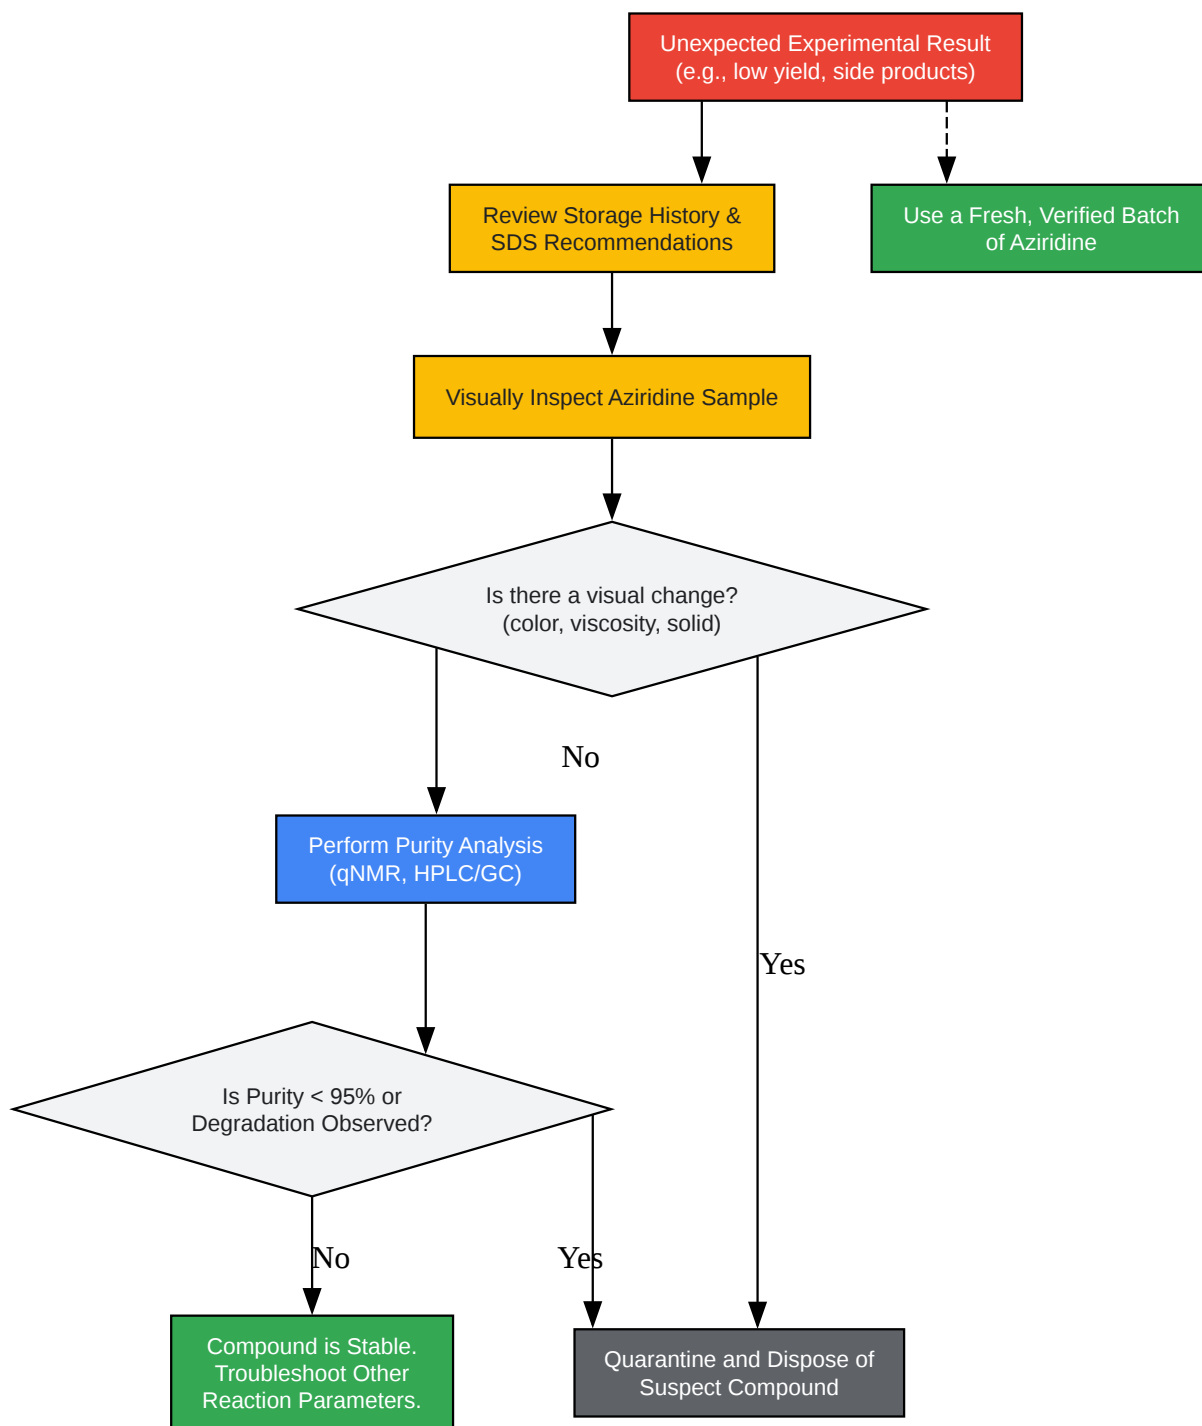 Unexpected Experimental Result
(e.g., low yield, side products)
Review Storage History &
SDS Recommendations
Use a Fresh, Verified Batch
of Aziridine
Visually Inspect Aziridine Sample
Is there a visual change?
(color, viscosity, solid)
No
Perform Purity Analysis
(qNMR, HPLC/GC)
Yes
Is Purity < 95% or
Degradation Observed?
No
Yes
Compound is Stable.
Troubleshoot Other
Reaction Parameters.
Quarantine and Dispose of
Suspect Compound